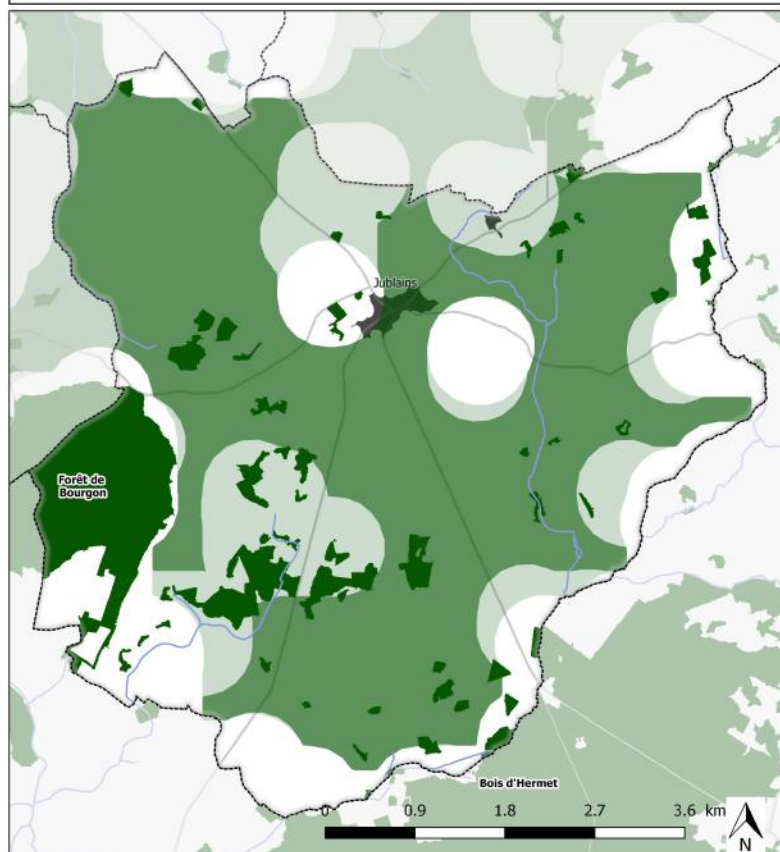 Jublains
Forêt de
Bourgon
Bois d'Hermet
0 0.9 1.8 2.7 3.6 km
N